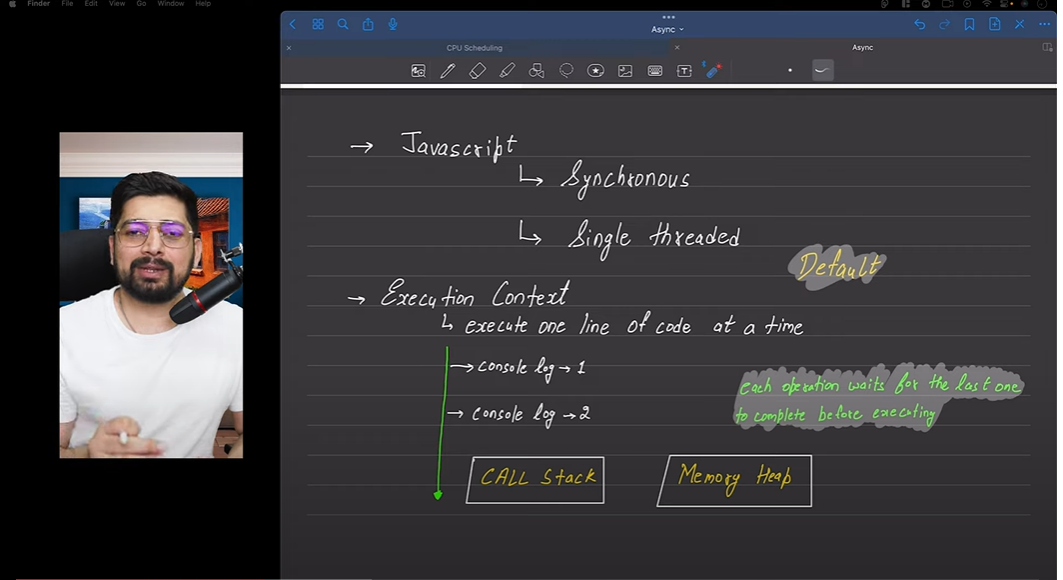 Finder File Edit View Go Window Help
Async
CPU Scheduling
Async
→ Javascript
↳ Synchronous
↳ Single threaded
Default
→ Execution Context
↳ execute one line of code at a time
→ console log → 1
→ console log → 2
each operation waits for the last one
to complete before executing
CALL Stack
Memory Heap